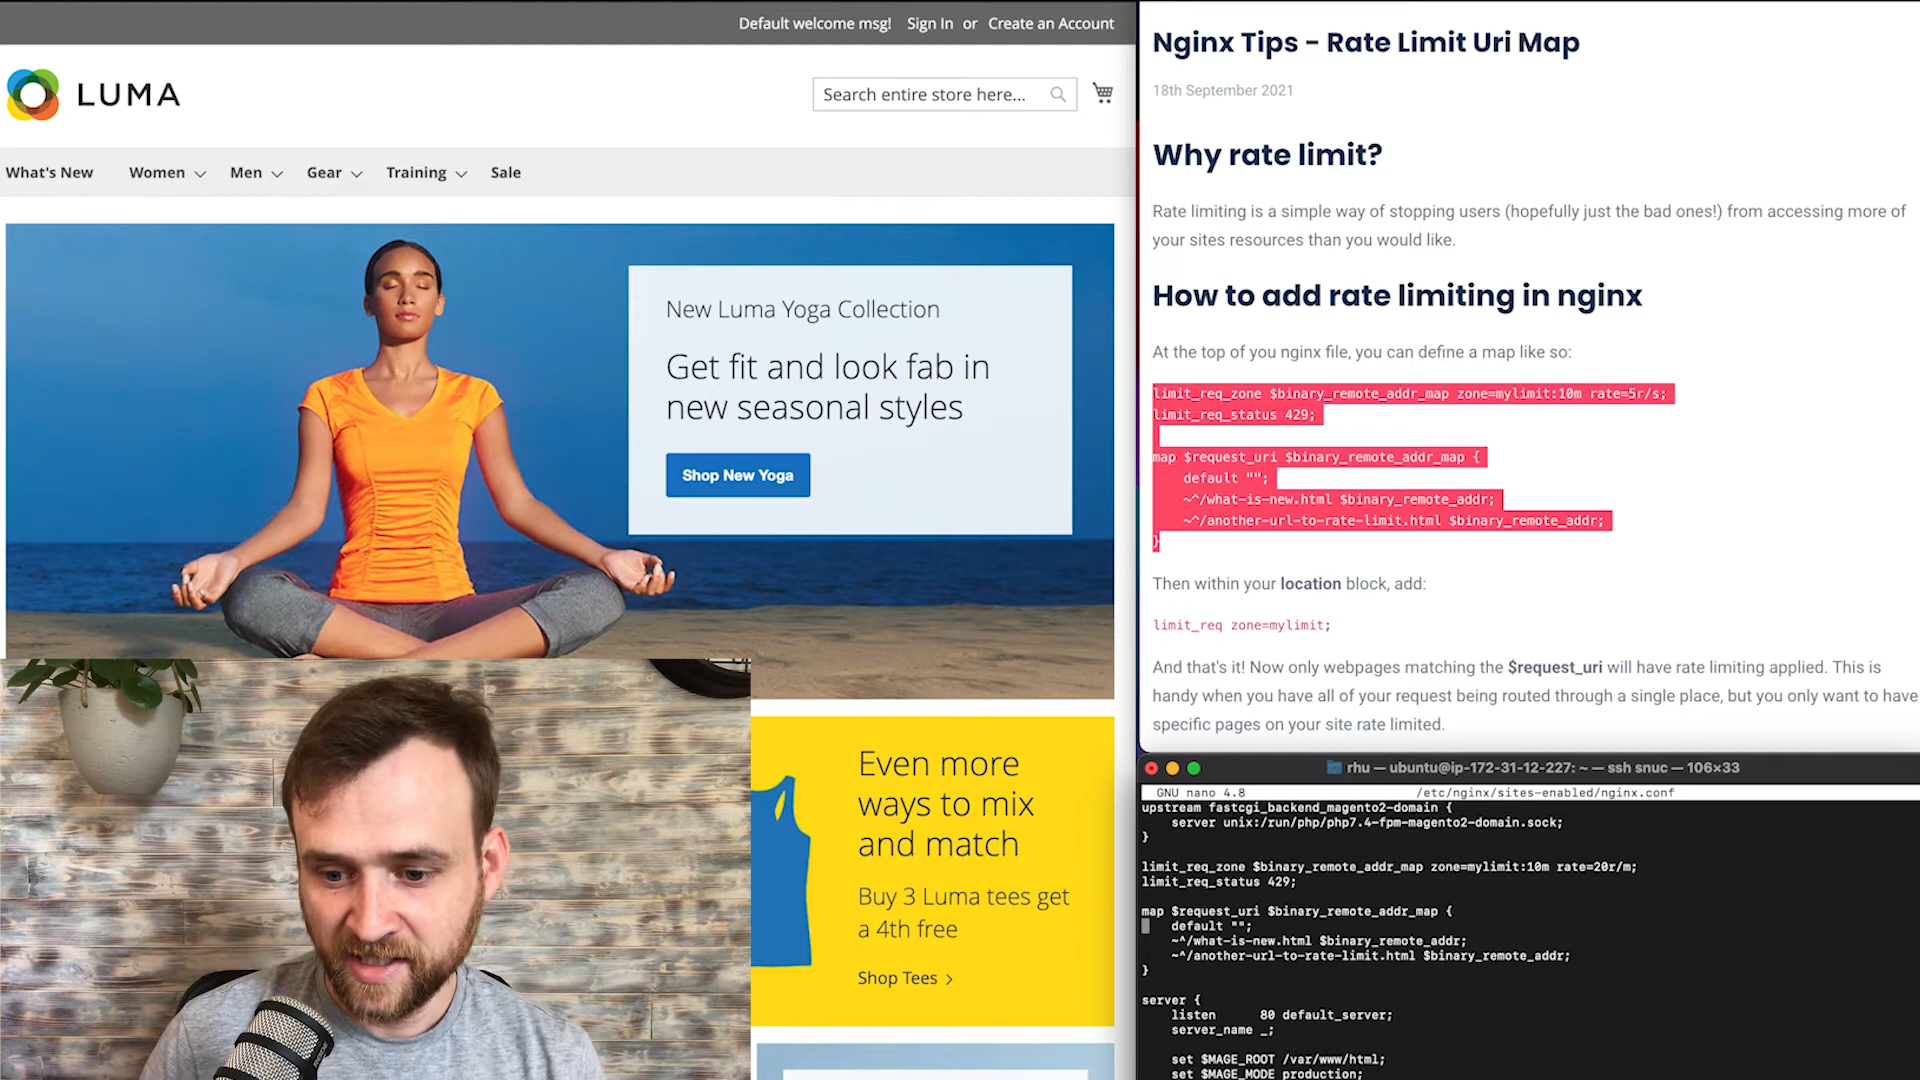 Default welcome msg! Sign In or Create an Account
LUMA
Search entire store here...
What's New Women Men Gear Training Sale
New Luma Yoga Collection
Get fit and look fab in
new seasonal styles
Shop New Yoga
Even more
ways to mix
and match
Buy 3 Luma tees get
a 4th free
Shop Tees >
Nginx Tips - Rate Limit Uri Map
18th September 2021
Why rate limit?
Rate limiting is a simple way of stopping users (hopefully just the bad ones!) from accessing more of
your sites resources than you would like.
How to add rate limiting in nginx
At the top of you nginx file, you can define a map like so:
limit_req_zone $binary_remote_addr_map zone=mylimit:10m rate=5r/s;
limit_req_status 429;
map $request_uri $binary_remote_addr_map {
default "";
~^/what-is-new.html $binary_remote_addr;
~^/another-url-to-rate-limit.html $binary_remote_addr;
}
Then within your location block, add:
limit_req zone=mylimit;
And that's it! Now only webpages matching the $request_uri will have rate limiting applied. This is
handy when you have all of your request being routed through a single place, but you only want to have
specific pages on your site rate limited.
rhu — ubuntu@ip-172-31-12-227: ~ — ssh snuc — 106×33
GNU nano 4.8 /etc/nginx/sites-enabled/nginx.conf
upstream fastcgi_backend_magento2-domain {
server unix:/run/php/php7.4-fpm-magento2-domain.sock;
}
limit_req_zone $binary_remote_addr_map zone=mylimit:10m rate=20r/m;
limit_req_status 429;
map $request_uri $binary_remote_addr_map {
default "";
~^/what-is-new.html $binary_remote_addr;
~^/another-url-to-rate-limit.html $binary_remote_addr;
}
server {
listen 80 default_server;
server_name _;
set $MAGE_ROOT /var/www/html;
set $MAGE_MODE production;